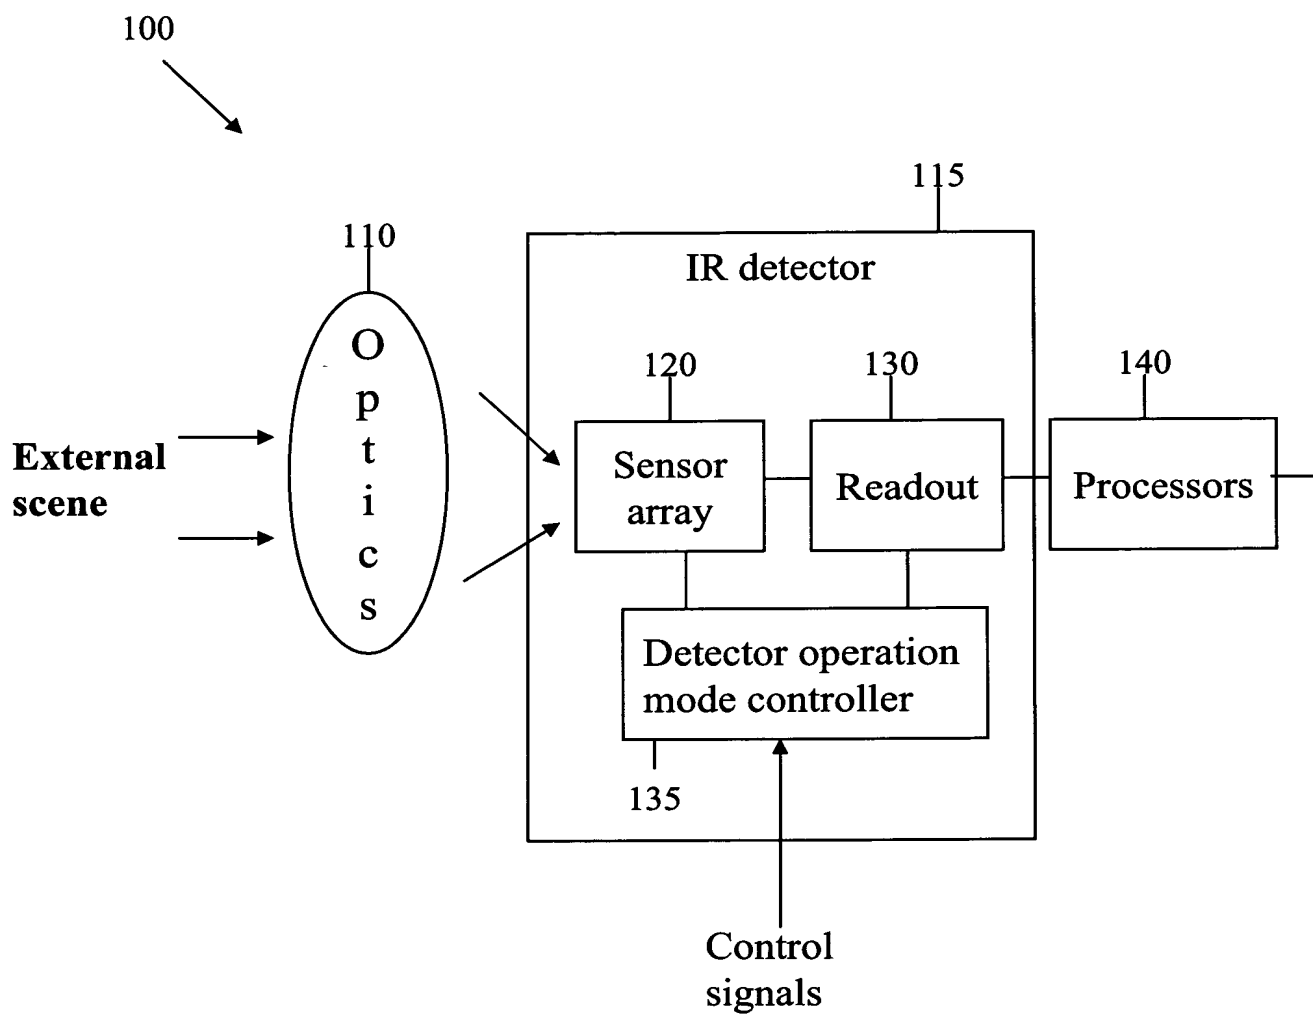 100
115
110
IR detector
Optics
120
130
140
External
scene
Sensor
array
Readout
Processors
Detector operation
mode controller
135
Control
signals